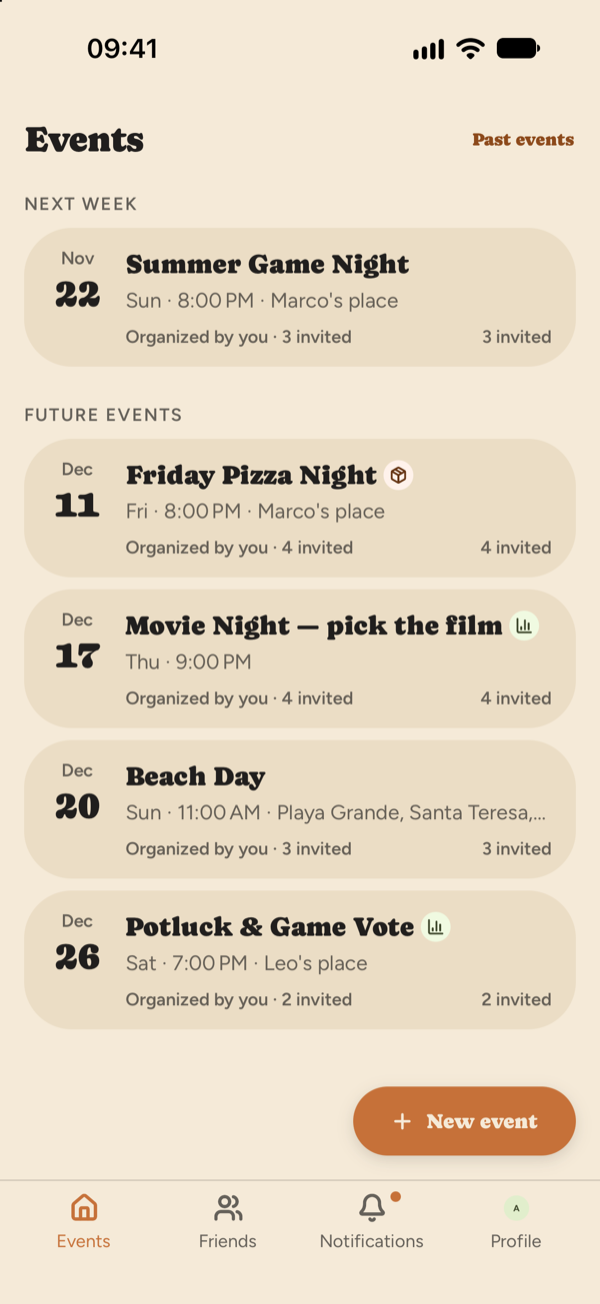 09:41
Events
Past events
NEXT WEEK
Nov
22
Summer Game Night
Sun · 8:00 PM · Marco's place
Organized by you · 3 invited
3 invited
FUTURE EVENTS
Dec
11
Friday Pizza Night
Fri · 8:00 PM · Marco's place
Organized by you · 4 invited
4 invited
Dec
17
Movie Night — pick the film
Thu · 9:00 PM
Organized by you · 4 invited
4 invited
Dec
20
Beach Day
Sun · 11:00 AM · Playa Grande, Santa Teresa,...
Organized by you · 3 invited
3 invited
Dec
26
Potluck & Game Vote
Sat · 7:00 PM · Leo's place
Organized by you · 2 invited
2 invited
+ New event
A
Events
Friends
Notifications
Profile